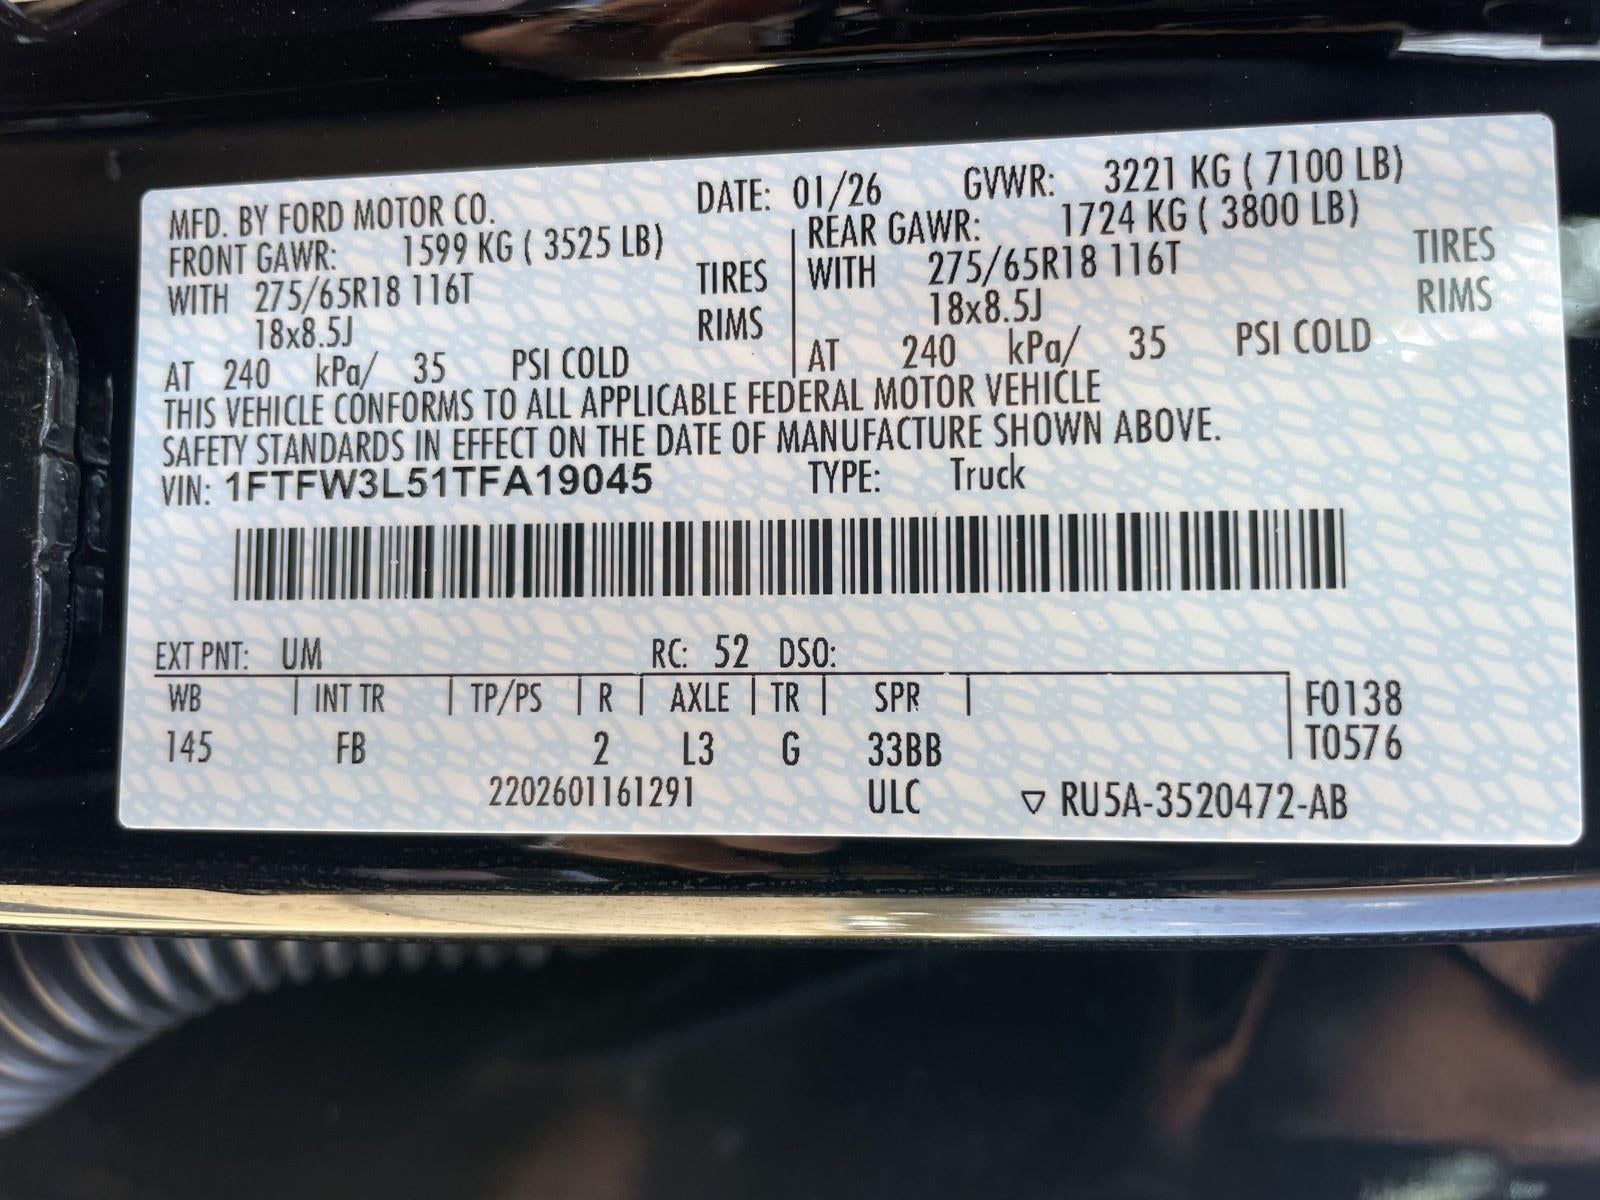 MFD. BY FORD MOTOR CO. DATE: 01/26 GVWR: 3221 KG ( 7100 LB)
FRONT GAWR: 1599 KG ( 3525 LB) REAR GAWR: 1724 KG ( 3800 LB)
WITH 275/65R18 116T TIRES WITH 275/65R18 116T TIRES
18x8.5J RIMS 18x8.5J RIMS
AT 240 kPa/ 35 PSI COLD AT 240 kPa/ 35 PSI COLD
THIS VEHICLE CONFORMS TO ALL APPLICABLE FEDERAL MOTOR VEHICLE
SAFETY STANDARDS IN EFFECT ON THE DATE OF MANUFACTURE SHOWN ABOVE.
VIN: 1FTFW3L51TFA19045 TYPE: Truck
EXT PNT: UM RC: 52 DSO:
WB INT TR TP/PS R AXLE TR SPR F0138
145 FB 2 L3 G 33BB T0576
2202601161291 ULC ▽ RU5A-3520472-AB